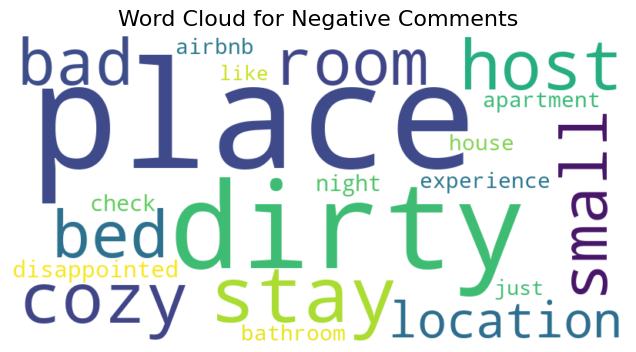 Word Cloud for Negative Comments
bad
airbnb
like
room
host
place
apartment
house
small
dirty
night
experience
check
bed
disappointed
cozy
stay
just
bathroom
location